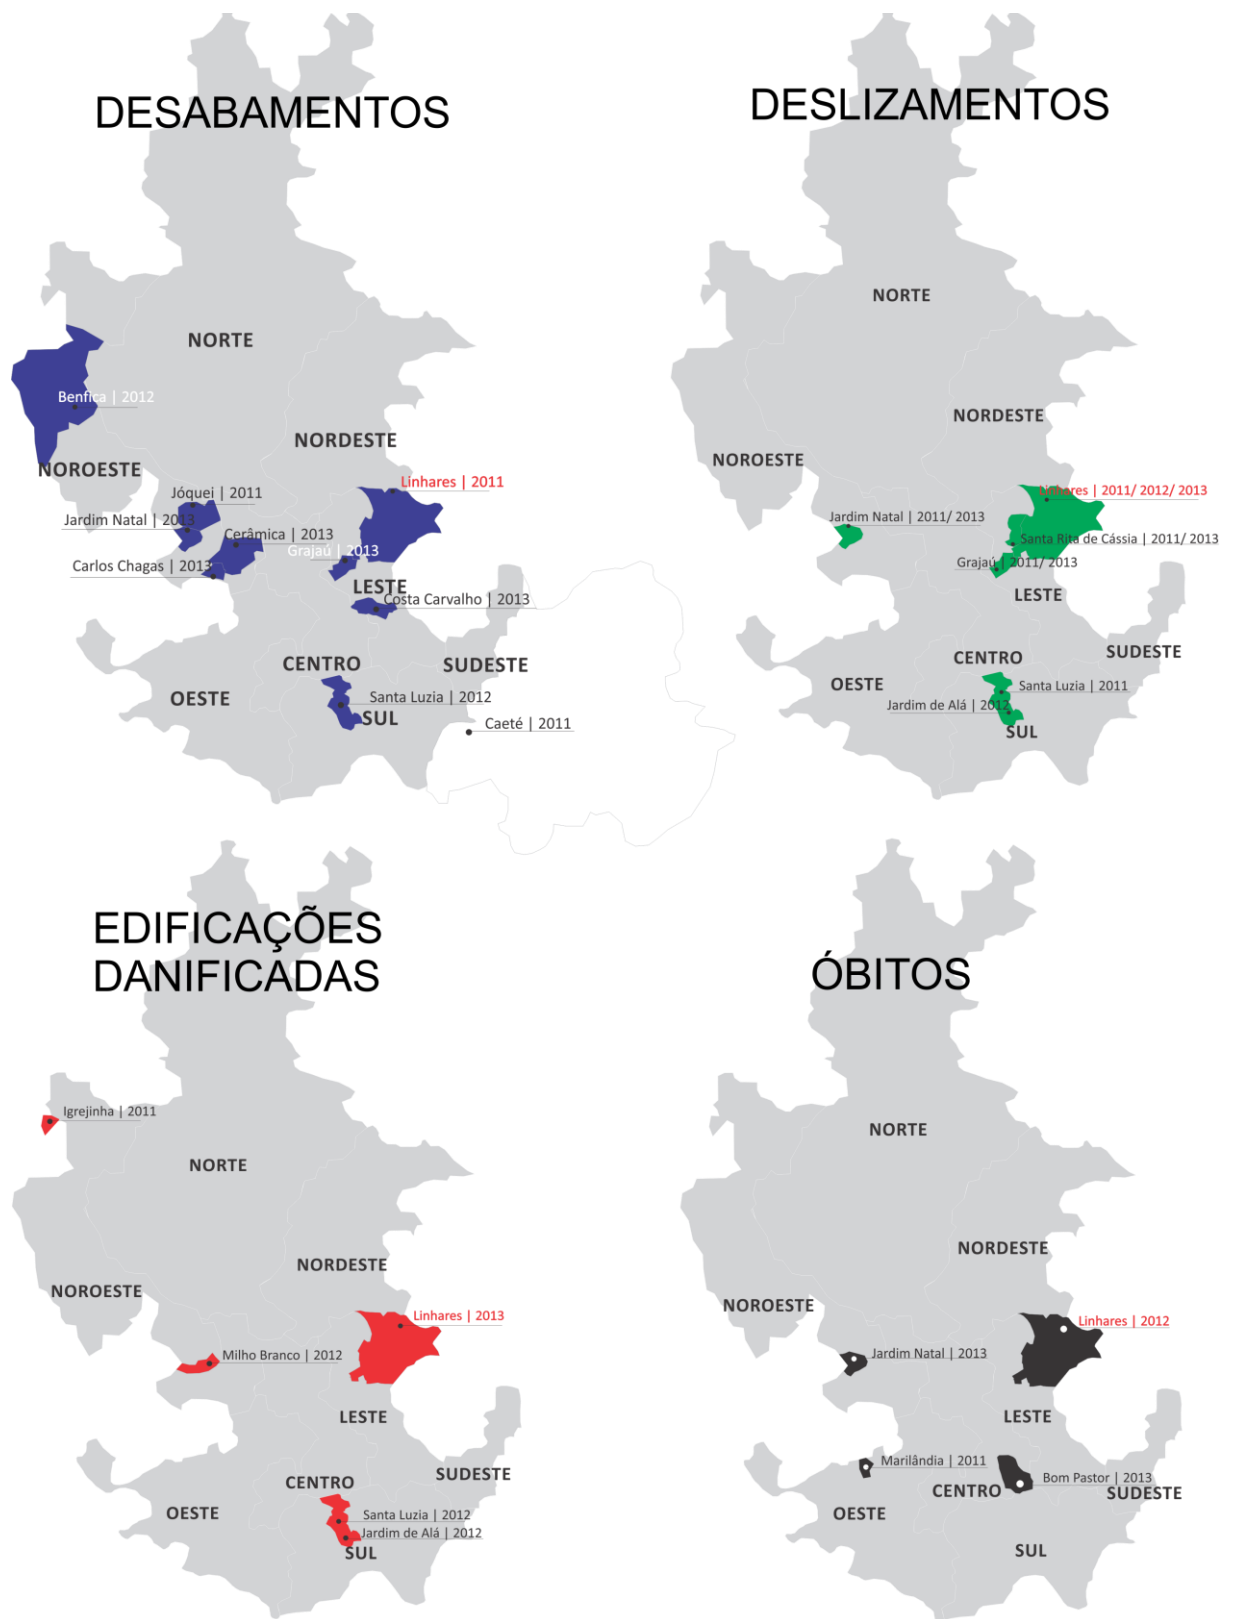 DESABAMENTOS
NORTE
Benfica | 2012
NORDESTE
NOROESTE
Linhares | 2011
Jóquei | 2011
Jardim Natal | 2013
Cerâmica | 2013
Grajaú | 2013
Carlos Chagas | 2013
LESTE
Costa Carvalho | 2013
CENTRO
SUDESTE
OESTE
Santa Luzia | 2012
SUL
Caeté | 2011
DESLIZAMENTOS
NORTE
NORDESTE
NOROESTE
Linhares | 2011/ 2012/ 2013
Jardim Natal | 2011/ 2013
Santa Rita de Cássia | 2011/ 2013
Grajaú | 2011/ 2013
LESTE
SUDESTE
CENTRO
OESTE
Santa Luzia | 2011
Jardim de Alá | 2012
SUL
EDIFICAÇÕES
DANIFICADAS
Igrejinha | 2011
NORTE
NORDESTE
NOROESTE
Linhares | 2013
Milho Branco | 2012
LESTE
SUDESTE
CENTRO
OESTE
Santa Luzia | 2012
Jardim de Alá | 2012
SUL
ÓBITOS
NORTE
NORDESTE
NOROESTE
Linhares | 2012
Jardim Natal | 2013
LESTE
Marilândia | 2011
Bom Pastor | 2013
CENTRO
SUDESTE
OESTE
SUL